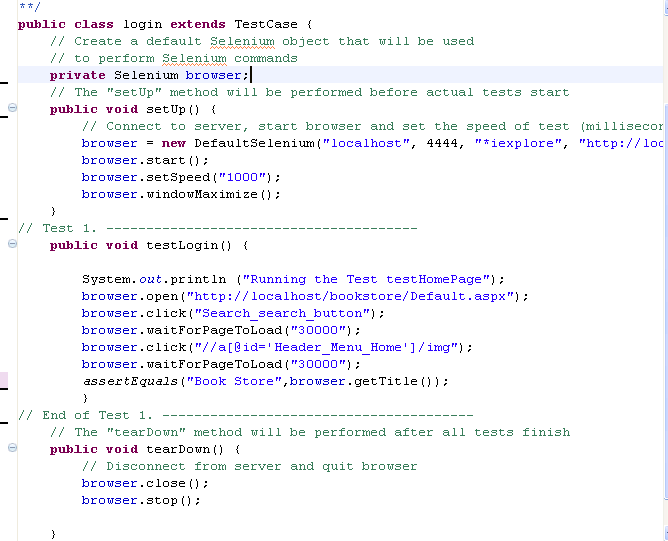 **/
public class login extends TestCase {
    // Create a default Selenium object that will be used
    // to perform Selenium commands
    private Selenium browser;
    // The "setUp" method will be performed before actual tests start
    public void setUp() {
        // Connect to server, start browser and set the speed of test (millisecor
        browser = new DefaultSelenium("localhost", 4444, "*iexplore", "http://loc
        browser.start();
        browser.setSpeed("1000");
        browser.windowMaximize();
    }
// Test 1. ---------------------------------------
    public void testLogin() {
        System.out.println ("Running the Test testHomePage");
        browser.open("http://localhost/bookstore/Default.aspx");
        browser.click("Search_search_button");
        browser.waitForPageToLoad("30000");
        browser.click("//a[@id='Header_Menu_Home']/img");
        browser.waitForPageToLoad("30000");
        assertEquals("Book Store",browser.getTitle());
        }
// End of Test 1. ---------------------------------------
    // The "tearDown" method will be performed after all tests finish
    public void tearDown() {
        // Disconnect from server and quit browser
        browser.close();
        browser.stop();
    }